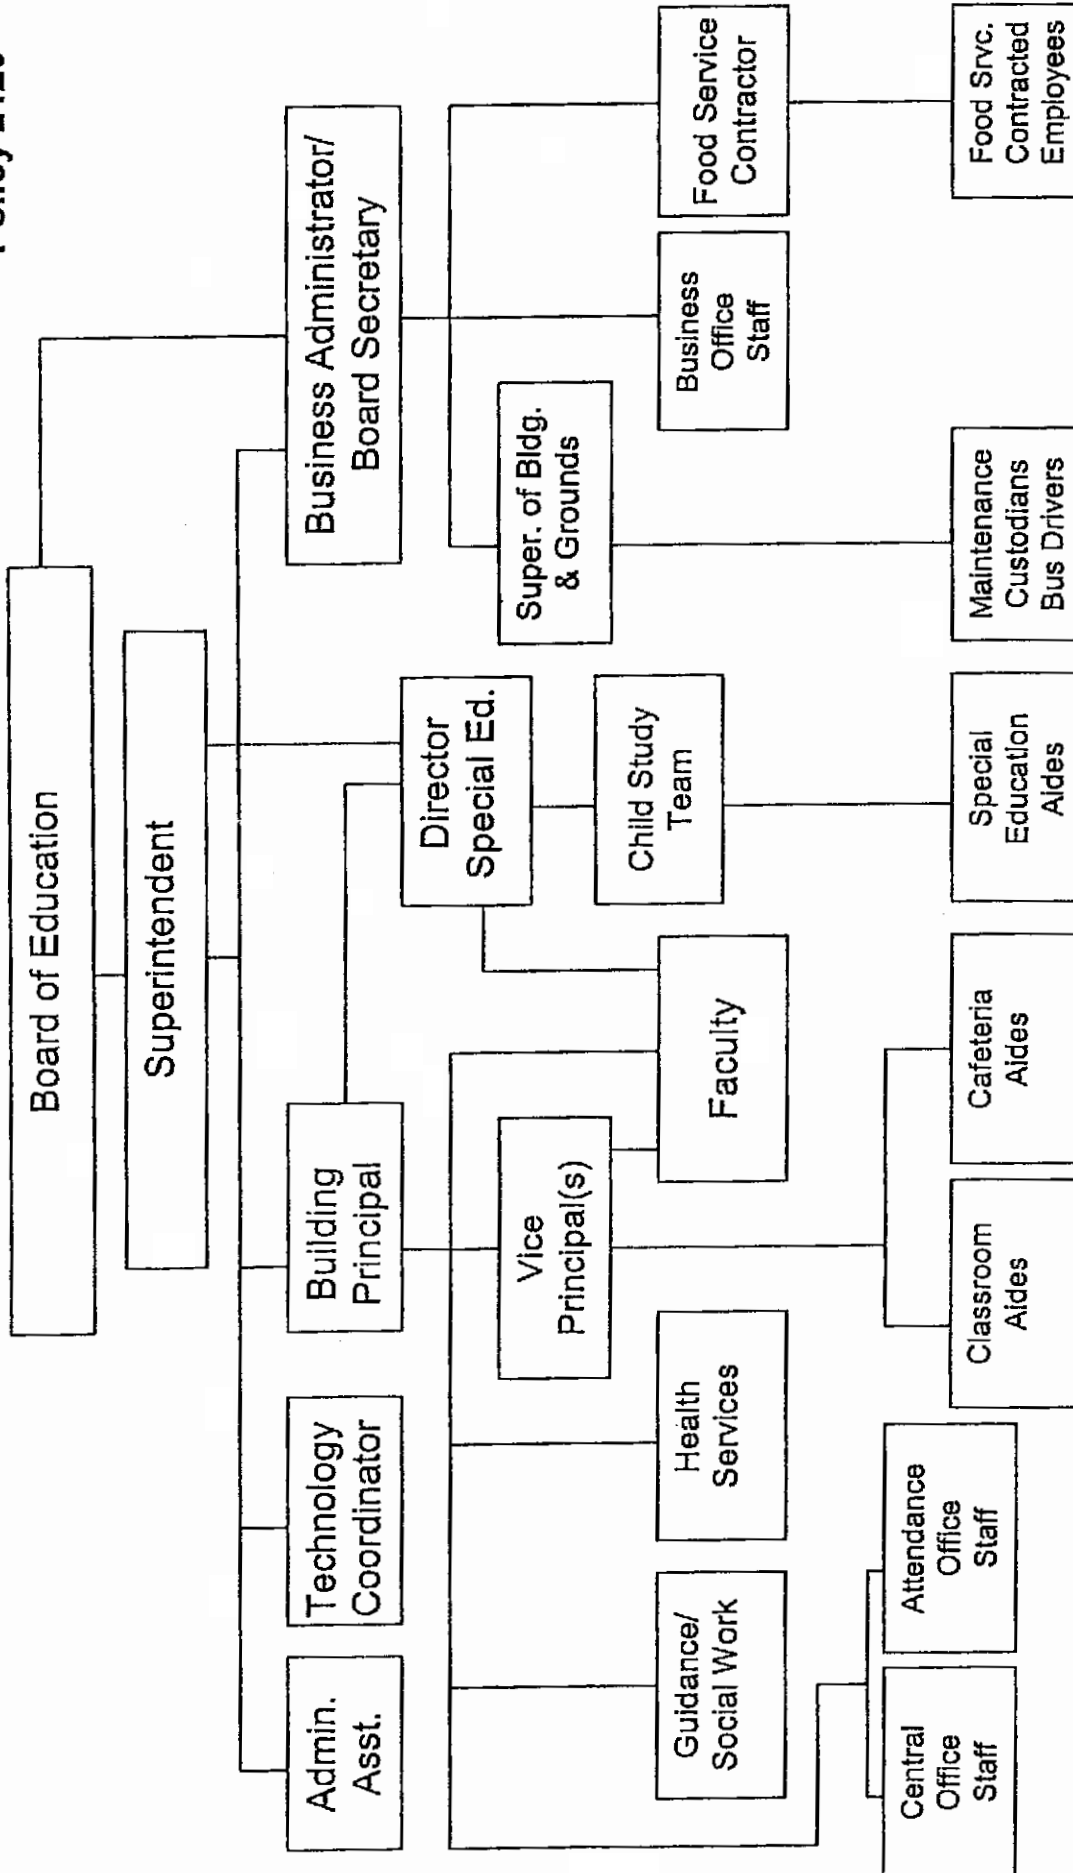 Board of Education
Superintendent
Admin.
Asst.
Technology
Coordinator
Building
Principal
Business Administrator/
Board Secretary
Director
Special Ed.
Vice
Principal(s)
Super. of Bldg.
& Grounds
Child Study
Team
Guidance/
Social Work
Health
Services
Faculty
Business
Office
Staff
Food Service
Contractor
Central
Office
Staff
Attendance
Office
Staff
Classroom
Aides
Cafeteria
Aides
Special
Education
Aides
Maintenance
Custodians
Bus Drivers
Food Srvc.
Contracted
Employees